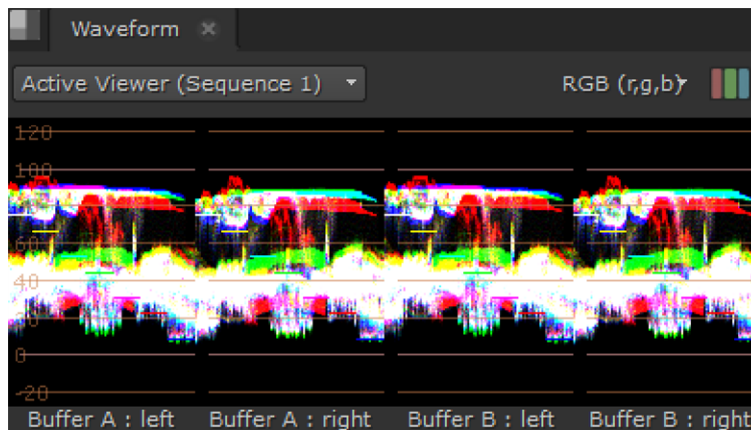 Waveform
Active Viewer (Sequence 1)
RGB (r,g,b)
120
100
80
60
40
20
0
-20
Buffer A : left
Buffer A : right
Buffer B : left
Buffer B : right